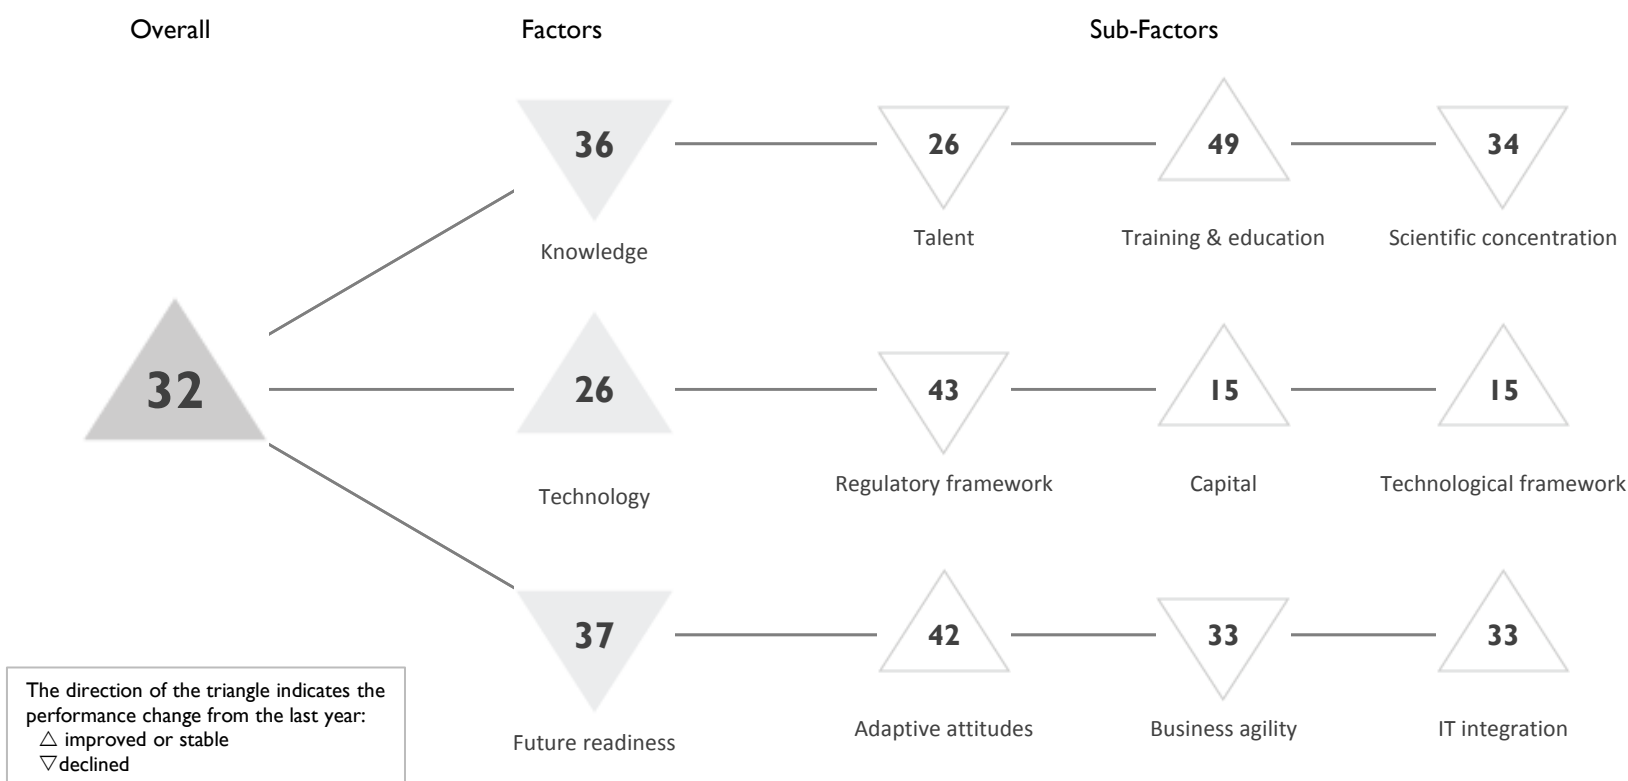 Overall Factors Sub-Factors
36 26 49 34
Knowledge Talent Training & education Scientific concentration
32 26 43 15 15
Technology Regulatory framework Capital Technological framework
37 42 33 33
Future readiness Adaptive attitudes Business agility IT integration
The direction of the triangle indicates the
performance change from the last year:
△ improved or stable
▽declined